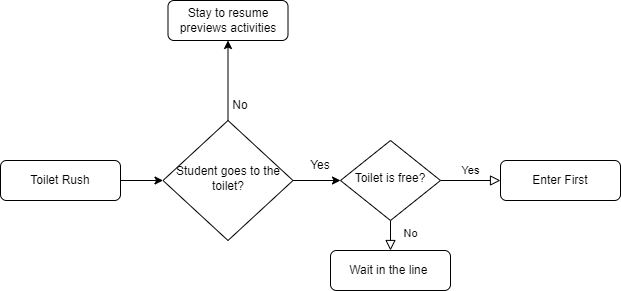 Stay to resume
previews activities
No
Student goes to the
toilet?
Toilet Rush
Yes
Toilet is free?
Yes
Enter First
No
Wait in the line